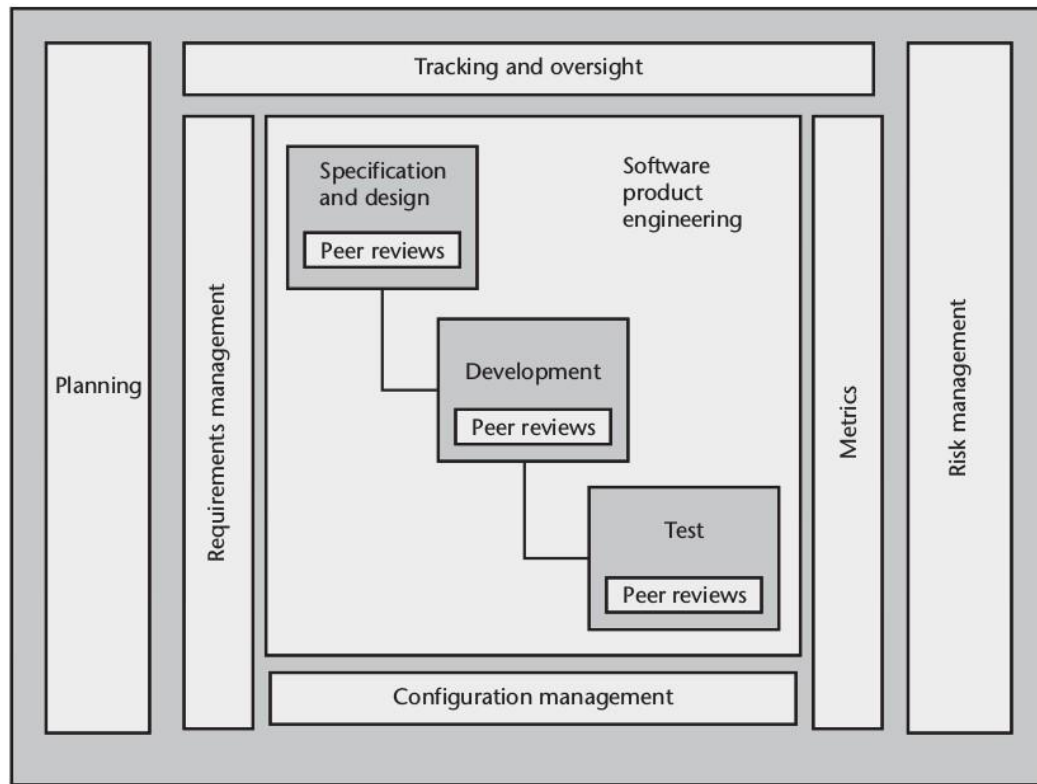 Tracking and oversight
Planning
Requirements management
Specification
and design
Peer reviews
Software
product
engineering
Development
Peer reviews
Test
Peer reviews
Metrics
Risk management
Configuration management